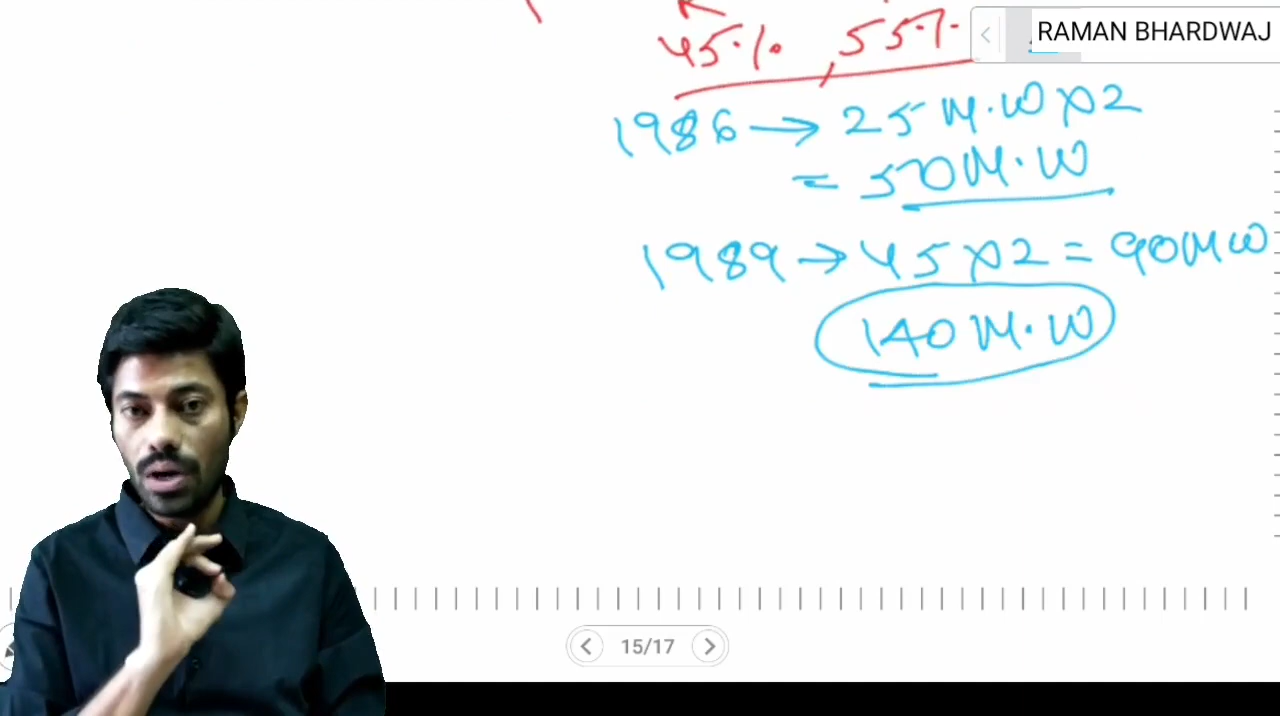 45%, 55%
RAMAN BHARDWAJ
1986 → 25 M.W × 2
= 50 M.W
1989 → 45 × 2 = 90 MW
140 M.W
15/17